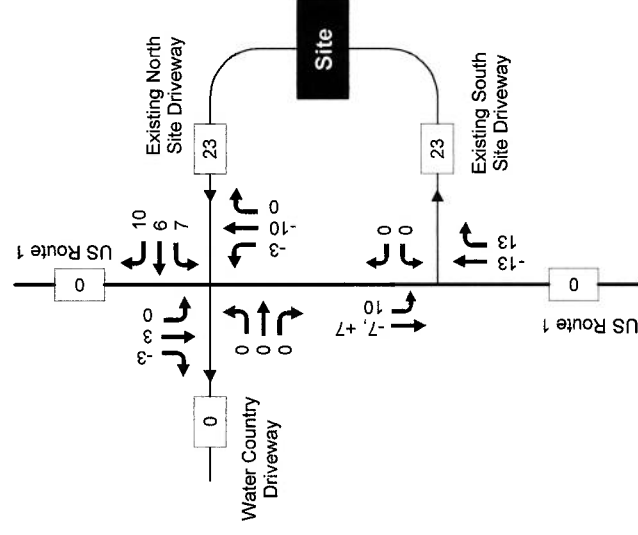 Site
Existing North
Site Driveway
23
Existing South
Site Driveway
23
US Route 1
0
10
6
7
0
-10
-3
0
3
-3
0
0
0
0
0
10
-7, +7
13
-13
0
US Route 1
0
Water Country
Driveway